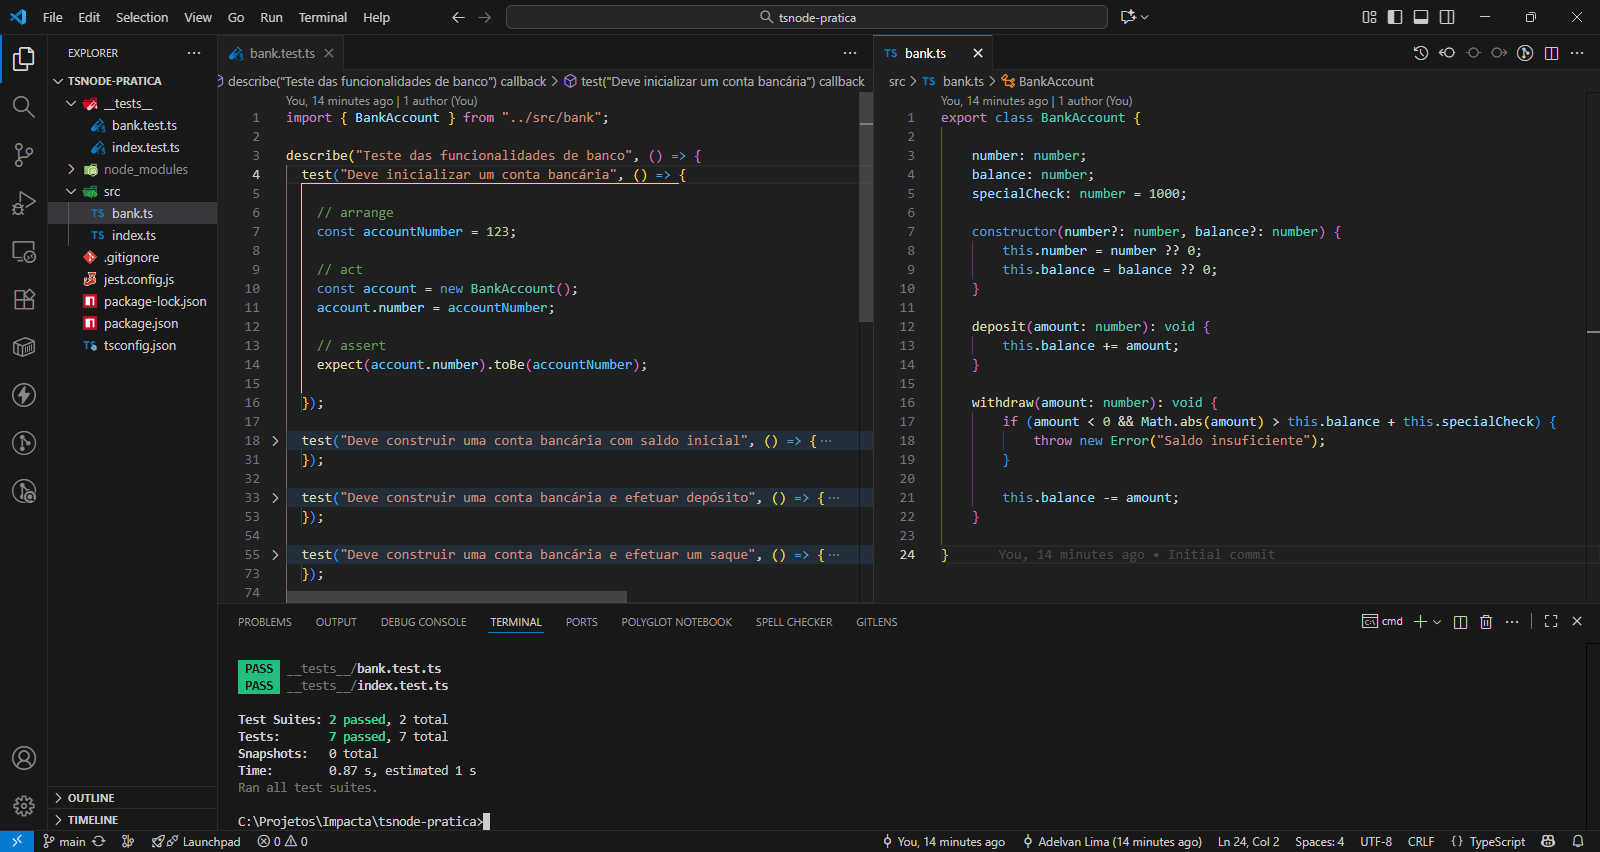 File Edit Selection View Go Run Terminal Help
tsnode-pratica
EXPLORER
TSNODE-PRATICA
__tests__
bank.test.ts
index.test.ts
node_modules
src
TS bank.ts
TS index.ts
.gitignore
jest.config.js
package-lock.json
package.json
TS tsconfig.json
OUTLINE
TIMELINE
bank.test.ts
describe("Teste das funcionalidades de banco") callback > test("Deve inicializar um conta bancária") callback
You, 14 minutes ago | 1 author (You)
1 import { BankAccount } from "../src/bank";
2
3 describe("Teste das funcionalidades de banco", () => {
4 test("Deve inicializar um conta bancária", () => {
5
6 // arrange
7 const accountNumber = 123;
8
9 // act
10 const account = new BankAccount();
11 account.number = accountNumber;
12
13 // assert
14 expect(account.number).toBe(accountNumber);
15
16 });
17
18 test("Deve construir uma conta bancária com saldo inicial", () => {⋯
31 });
32
33 test("Deve construir uma conta bancária e efetuar depósito", () => {⋯
53 });
54
55 test("Deve construir uma conta bancária e efetuar um saque", () => {⋯
73 });
74
TS bank.ts
src > TS bank.ts > BankAccount
You, 14 minutes ago | 1 author (You)
1 export class BankAccount {
2
3 number: number;
4 balance: number;
5 specialCheck: number = 1000;
6
7 constructor(number?: number, balance?: number) {
8 this.number = number ?? 0;
9 this.balance = balance ?? 0;
10 }
11
12 deposit(amount: number): void {
13 this.balance += amount;
14 }
15
16 withdraw(amount: number): void {
17 if (amount < 0 && Math.abs(amount) > this.balance + this.specialCheck) {
18 throw new Error("Saldo insuficiente");
19 }
20
21 this.balance -= amount;
22 }
23
24 } You, 14 minutes ago • Initial commit
PROBLEMS OUTPUT DEBUG CONSOLE TERMINAL PORTS POLYGLOT NOTEBOOK SPELL CHECKER GITLENS
cmd
PASS __tests__/bank.test.ts
PASS __tests__/index.test.ts
Test Suites: 2 passed, 2 total
Tests: 7 passed, 7 total
Snapshots: 0 total
Time: 0.87 s, estimated 1 s
Ran all test suites.
C:\Projetos\Impacta\tsnode-pratica>
main Launchpad 0 0 You, 14 minutes ago Adelvan Lima (14 minutes ago) Ln 24, Col 2 Spaces: 4 UTF-8 CRLF {} TypeScript